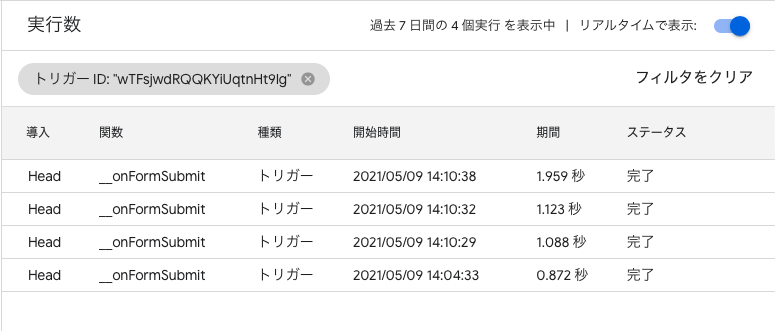 実行数
過去 7 日間の 4 個実行 を表示中 | リアルタイムで表示:
トリガー ID: "wTFsjwdRQQKYiUqtnHt9Ig"
フィルタをクリア
導入 関数 種類 開始時間 期間 ステータス
Head __onFormSubmit トリガー 2021/05/09 14:10:38 1.959 秒 完了
Head __onFormSubmit トリガー 2021/05/09 14:10:32 1.123 秒 完了
Head __onFormSubmit トリガー 2021/05/09 14:10:29 1.088 秒 完了
Head __onFormSubmit トリガー 2021/05/09 14:04:33 0.872 秒 完了